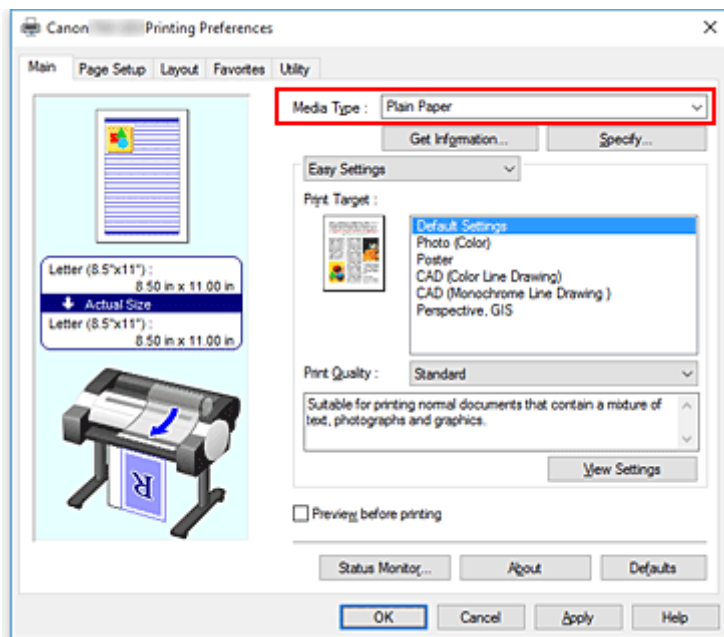 Canon Printing Preferences
Main Page Setup Layout Favorites Utility
Media Type : Plain Paper
Get Information... Specify...
Easy Settings
Print Target :
Default Settings
Photo (Color)
Poster
CAD (Color Line Drawing)
CAD (Monochrome Line Drawing )
Perspective, GIS
Letter (8.5"x11") :
8.50 in x 11.00 in
Actual Size
Letter (8.5"x11") :
8.50 in x 11.00 in
Print Quality : Standard
Suitable for printing normal documents that contain a mixture of
text, photographs and graphics.
View Settings
R
Preview before printing
Status Monitor... About Defaults
OK Cancel Apply Help